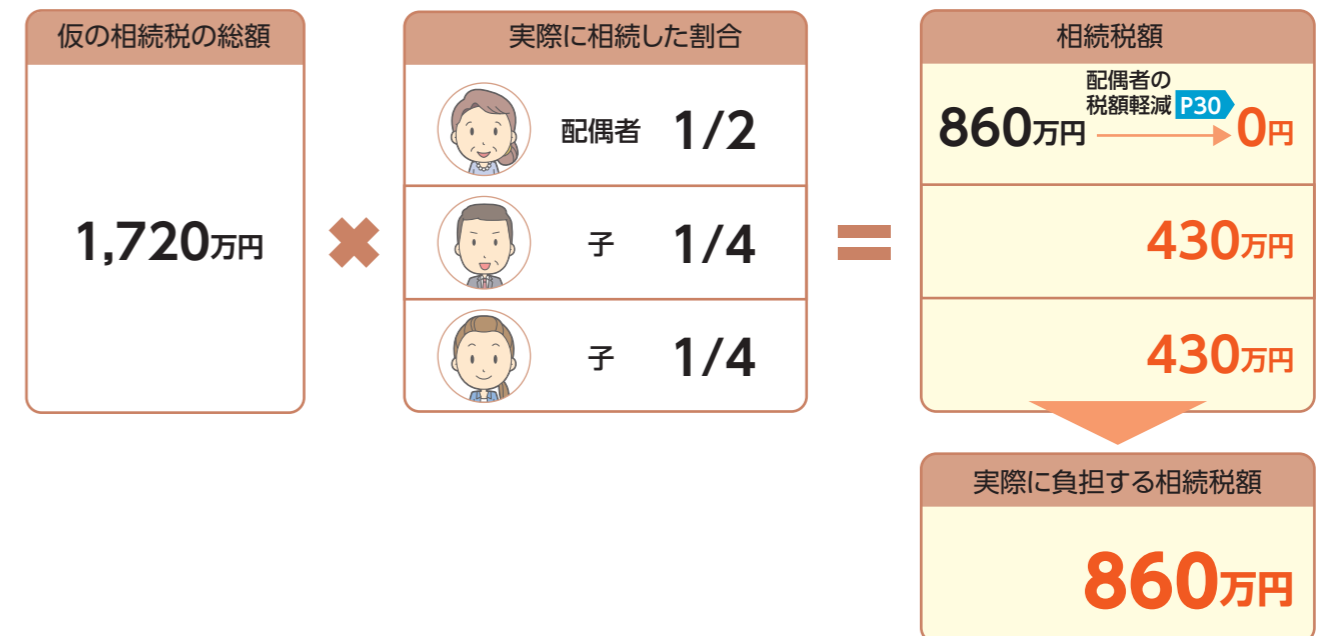 仮の相続税の総額
1,720万円
×
実際に相続した割合
配偶者 1/2
子 1/4
子 1/4
=
相続税額
配偶者の
税額軽減 P30
860万円 0円
430万円
430万円
実際に負担する相続税額
860万円